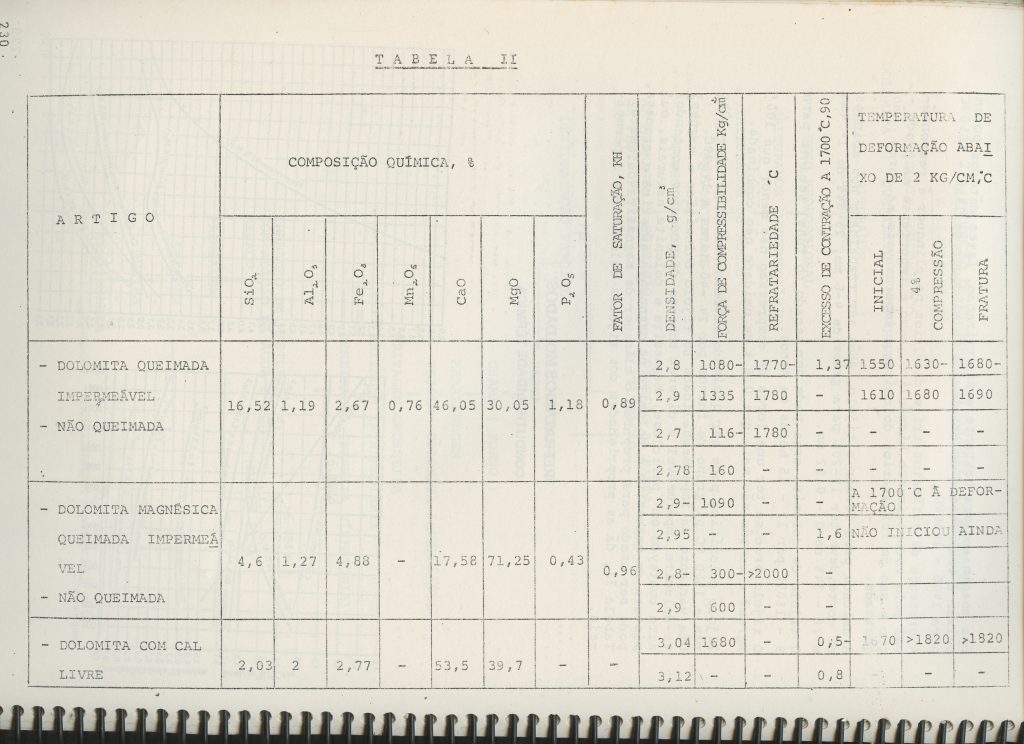 230.
TABELA II
ARTIGO
COMPOSIÇÃO QUÍMICA, %
SiO₂
Al₂O₃
Fe₂O₃
Mn₂O₆
CaO
MgO
P₂O₅
FATOR DE SATURAÇÃO, KH
DENSIDADE, g/cm³
FORÇA DE COMPRESSIBILIDADE Kg/cm²
REFRATARIEDADE °C
EXCESSO DE CONTRAÇÃO A 1700°C,90
TEMPERATURA DE
DEFORMAÇÃO ABAI
XO DE 2 KG/CM,°C
INICIAL
4%
COMPRESSÃO
FRATURA
- DOLOMITA QUEIMADA 2,8 1080- 1770- 1,37 1550 1630- 1680-
IMPERMEÁVEL 16,52 1,19 2,67 0,76 46,05 30,05 1,18 0,89 2,9 1335 1780 - 1610 1680 1690
- NÃO QUEIMADA 2,7 116- 1780 - - - -
2,78 160 - - - - -
- DOLOMITA MAGNÉSICA 2,9- 1090 - - A 1700°C A DEFOR-
MAÇÃO
QUEIMADA IMPERMEÁ 2,95 - - 1,6 NÃO INICIOU AINDA
VEL 4,6 1,27 4,88 - 17,58 71,25 0,43 0,96 2,8- 300- >2000 -
- NÃO QUEIMADA 2,9 600 - -
- DOLOMITA COM CAL 3,04 1680 - 0,5- 1670 >1820 >1820
LIVRE 2,03 2 2,77 - 53,5 39,7 - - 3,12 - - 0,8 - - -